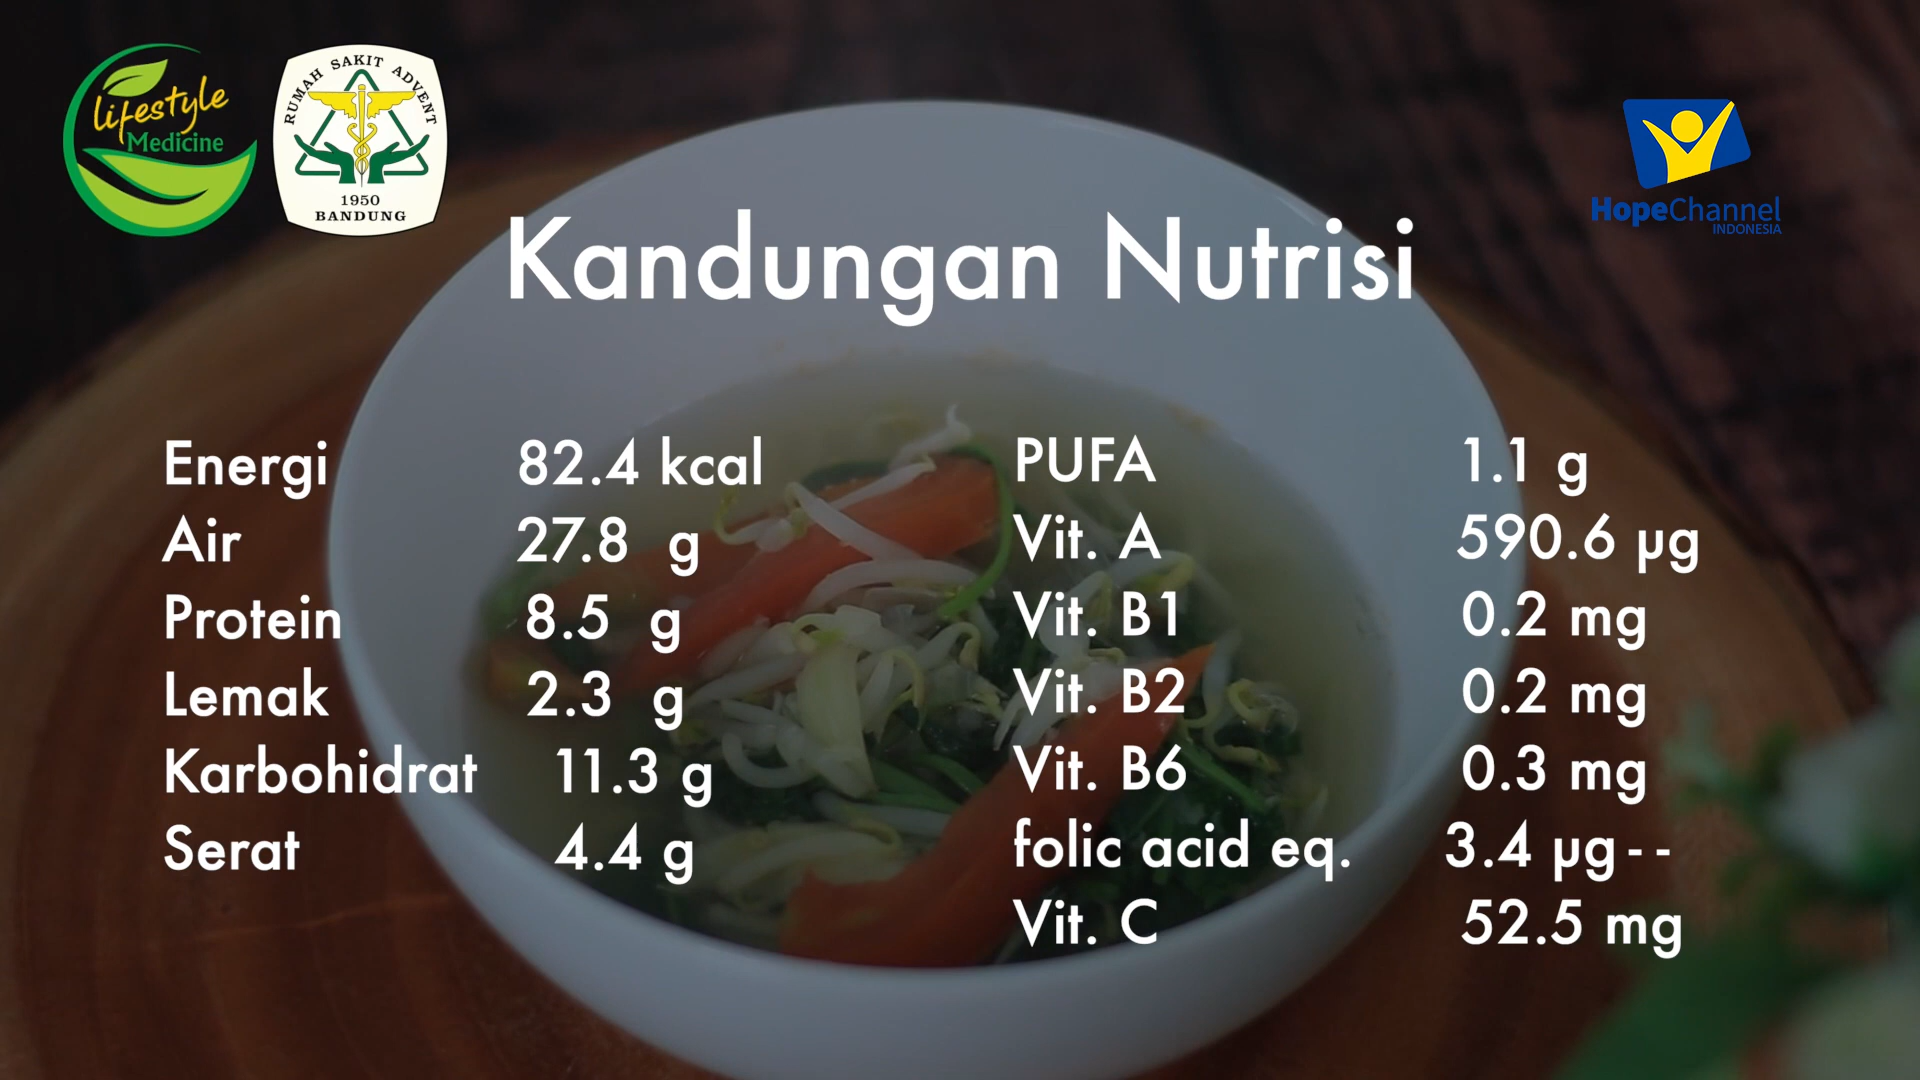 lifestyle
Medicine
RUMAH SAKIT ADVENT
1950
BANDUNG
HopeChannel
INDONESIA
Kandungan Nutrisi
Energi 82.4 kcal
Air 27.8 g
Protein 8.5 g
Lemak 2.3 g
Karbohidrat 11.3 g
Serat 4.4 g
PUFA 1.1 g
Vit. A 590.6 µg
Vit. B1 0.2 mg
Vit. B2 0.2 mg
Vit. B6 0.3 mg
folic acid eq. 3.4 µg--
Vit. C 52.5 mg